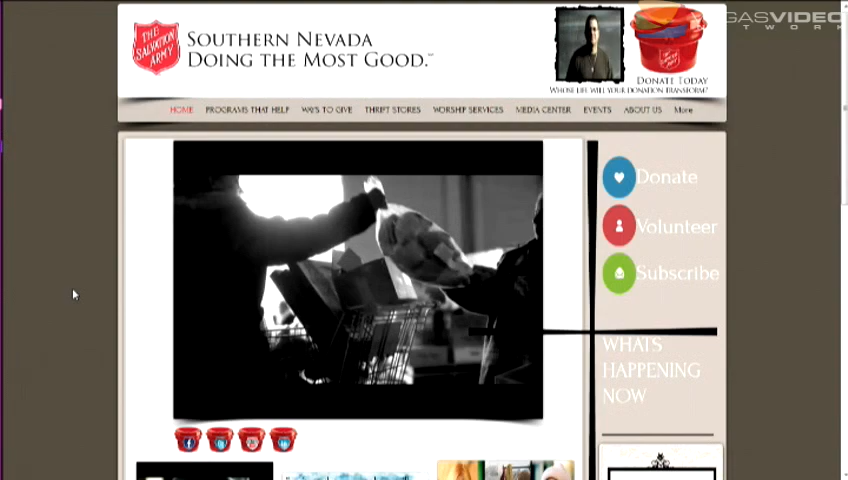 GASVIDEO
TWORK
THE
SALVATION
ARMY
SOUTHERN NEVADA
DOING THE MOST GOOD.™
DONATE TODAY
WHOSE LIFE WILL YOUR DONATION TRANSFORM?
HOME PROGRAMS THAT HELP WAYS TO GIVE THRIFT STORES WORSHIP SERVICES MEDIA CENTER EVENTS ABOUT US More
Donate
Volunteer
Subscribe
WHATS
HAPPENING
NOW